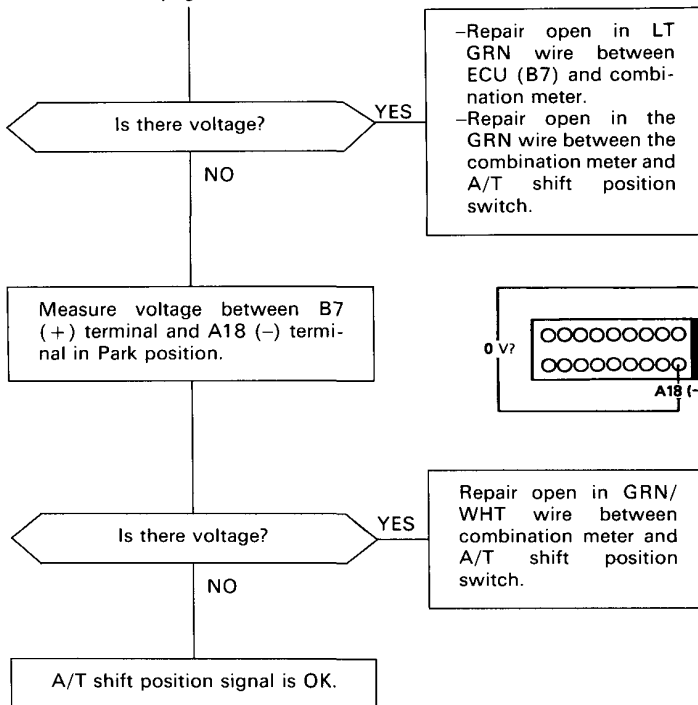 –Repair open in LT
GRN wire between
ECU (B7) and combi-
nation meter.
–Repair open in the
GRN wire between the
combination meter and
A/T shift position
switch.
Is there voltage?
YES
NO
Measure voltage between B7
(+) terminal and A18 (–) termi-
nal in Park position.
0 V?
A18 (–
Is there voltage?
YES
Repair open in GRN/
WHT wire between
combination meter and
A/T shift position
switch.
NO
A/T shift position signal is OK.